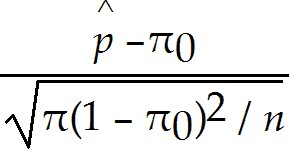 p̂ – π0
√π(1 – π0)2 / n